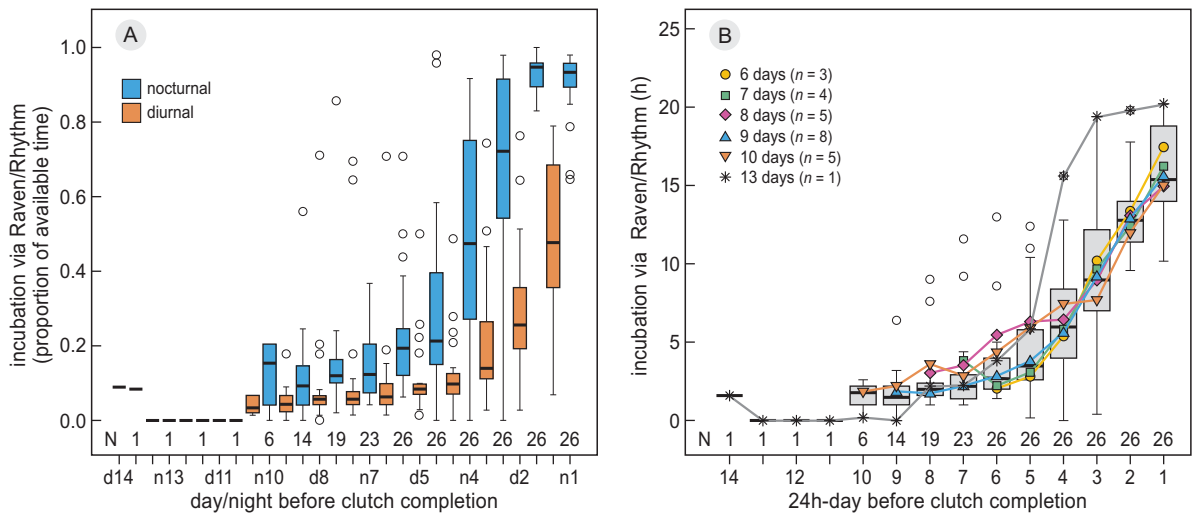 A
incubation via Raven/Rhythm
(proportion of available time)
1.0
0.8
0.6
0.4
0.2
0.0
nocturnal
diurnal
N 1 1 1 1 1 1 6 14 19 23 26 26 26 26 26
d14 n13 d11 n10 d8 n7 d5 n4 d2 n1
day/night before clutch completion
B
incubation via Raven/Rhythm (h)
25
20
15
10
5
0
6 days (n = 3)
7 days (n = 4)
8 days (n = 5)
9 days (n = 8)
10 days (n = 5)
13 days (n = 1)
N 1 1 1 1 6 14 19 23 26 26 26 26 26 26
14 12 10 9 8 7 6 5 4 3 2 1
24h-day before clutch completion